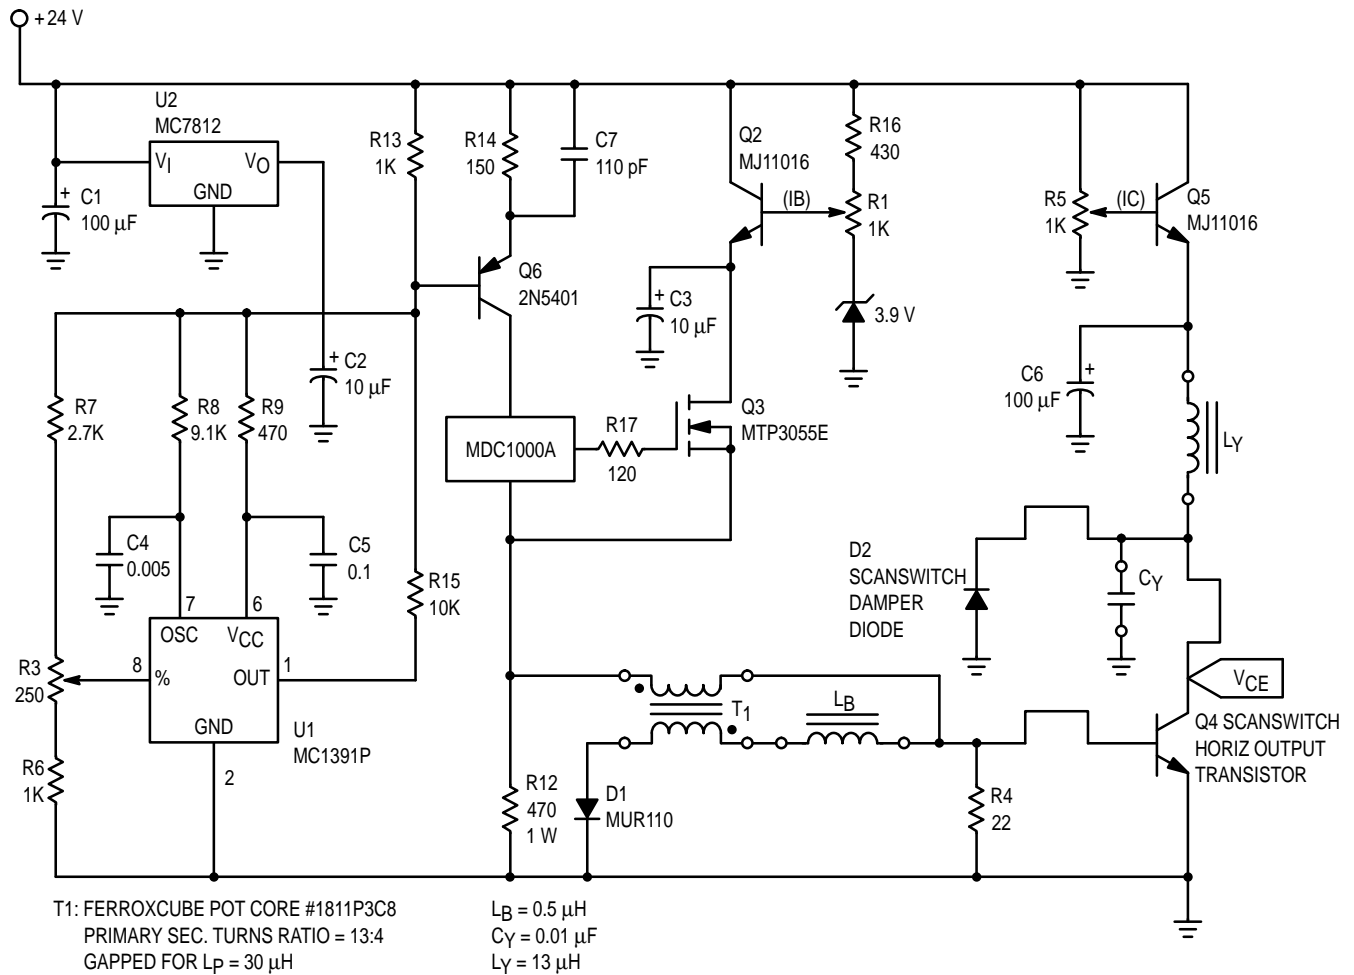 +24 V
U2
MC7812
VI
VO
GND
C1
100 µF
+
R13
1K
R14
150
C7
110 pF
Q2
MJ11016
(IB)
R16
430
R1
1K
R5
1K
(IC)
Q5
MJ11016
Q6
2N5401
+
C3
10 µF
3.9 V
+
C2
10 µF
R7
2.7K
R8
9.1K
R9
470
MDC1000A
R17
120
Q3
MTP3055E
C6
100 µF
+
LY
C4
0.005
C5
0.1
R15
10K
D2
SCANSWITCH
DAMPER
DIODE
CY
7
6
OSC
VCC
R3
250
8
%
OUT
1
GND
U1
MC1391P
2
R6
1K
T1
LB
VCE
Q4 SCANSWITCH
HORIZ OUTPUT
TRANSISTOR
R12
470
1 W
D1
MUR110
R4
22
T1: FERROXCUBE POT CORE #1811P3C8
PRIMARY SEC. TURNS RATIO = 13:4
GAPPED FOR LP = 30 µH
LB = 0.5 µH
CY = 0.01 µF
LY = 13 µH